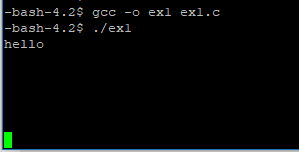 -bash-4.2$ gcc -o ex1 ex1.c
-bash-4.2$ ./ex1
hello